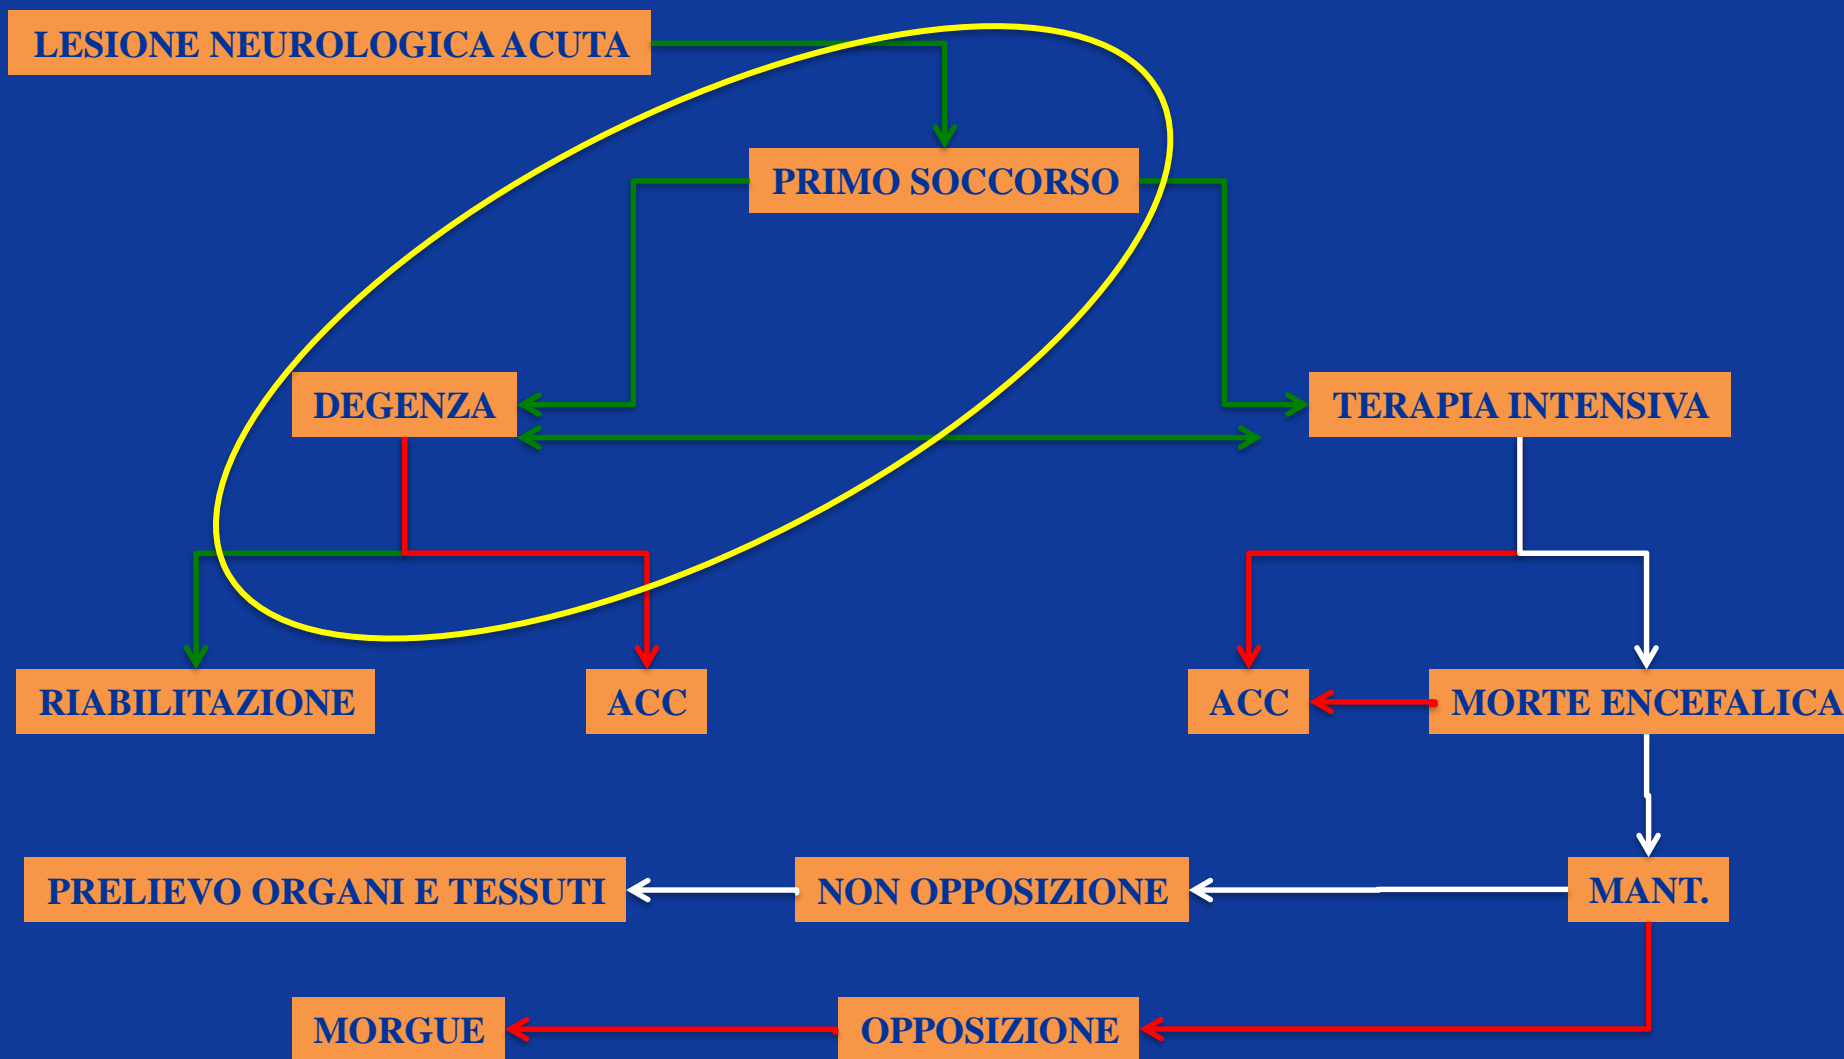 LESIONE NEUROLOGICA ACUTA
PRIMO SOCCORSO
DEGENZA
TERAPIA INTENSIVA
RIABILITAZIONE
ACC
ACC
MORTE ENCEFALICA
PRELIEVO ORGANI E TESSUTI
NON OPPOSIZIONE
MANT.
MORGUE
OPPOSIZIONE